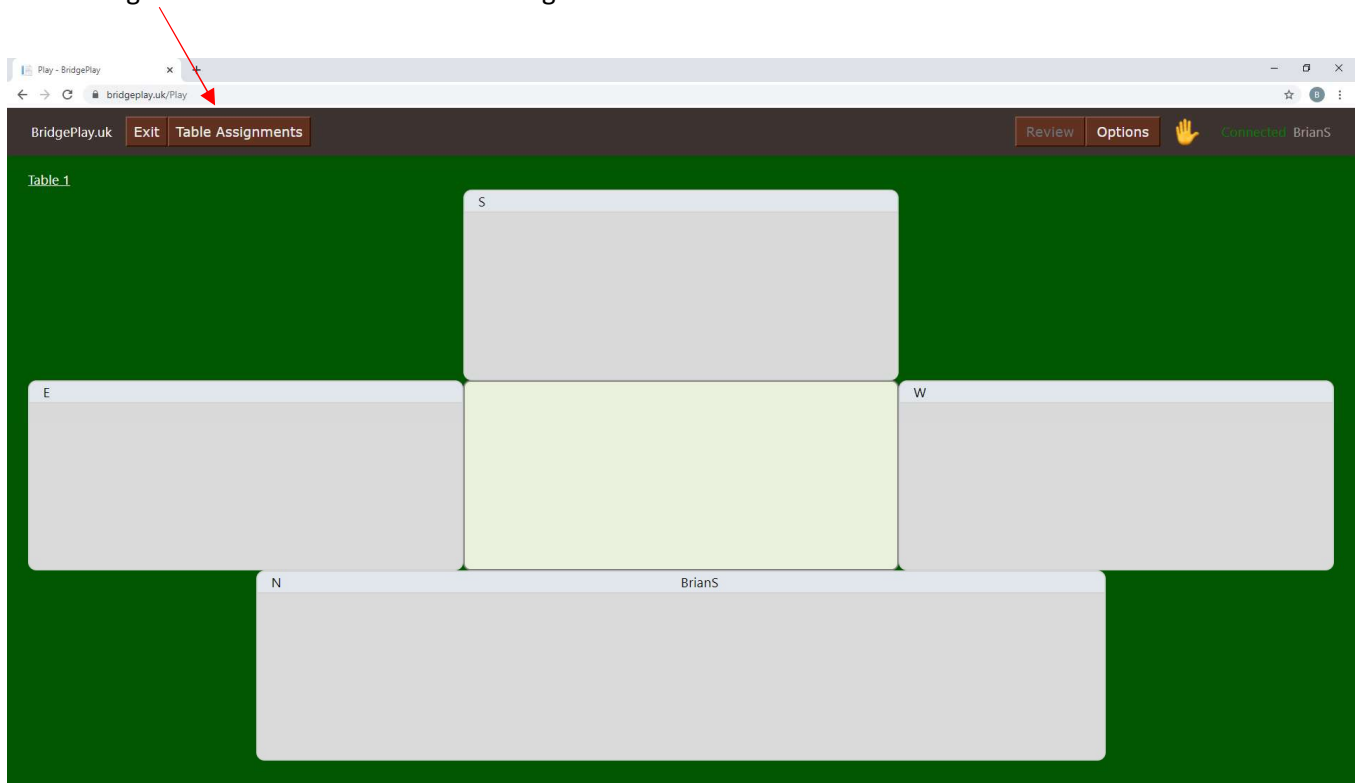 Play - BridgePlay
bridgeplay.uk/Play
B
BridgePlay.uk Exit Table Assignments Review Options Connected BrianS
Table 1
S
E W
N BrianS